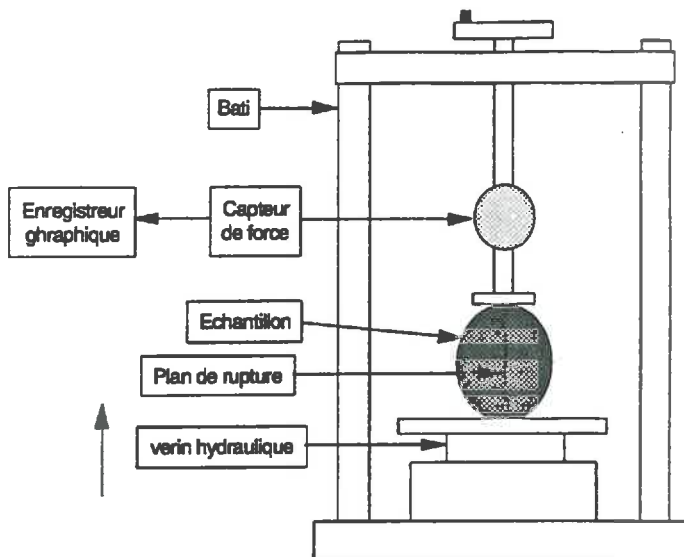 Bati
Enregistreur
ghraphique
Capteur
de force
Echantillon
Plan de rupture
verin hydraulique